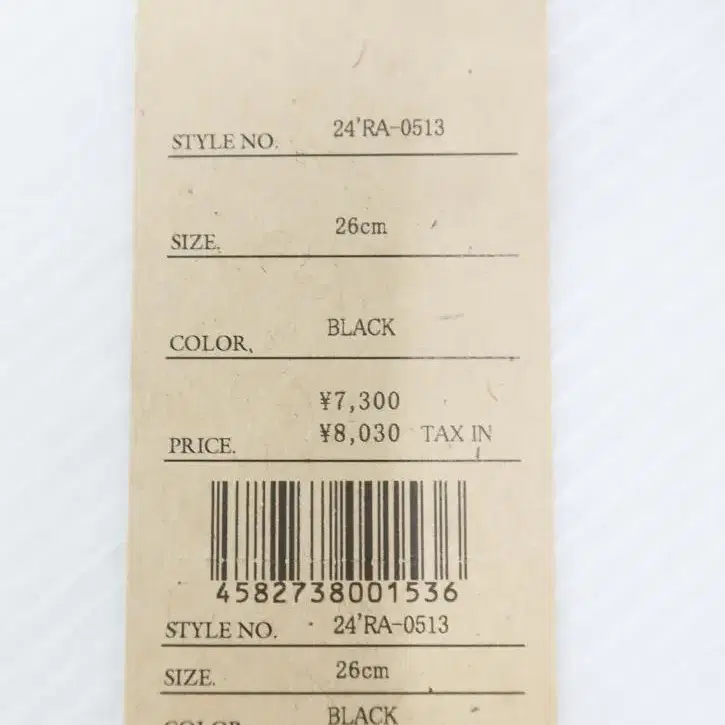 STYLE NO. 24'RA-0513
SIZE. 26cm
COLOR. BLACK
¥7,300
PRICE. ¥8,030 TAX IN
4582738001536
STYLE NO. 24'RA-0513
SIZE. 26cm
COLOR BLACK